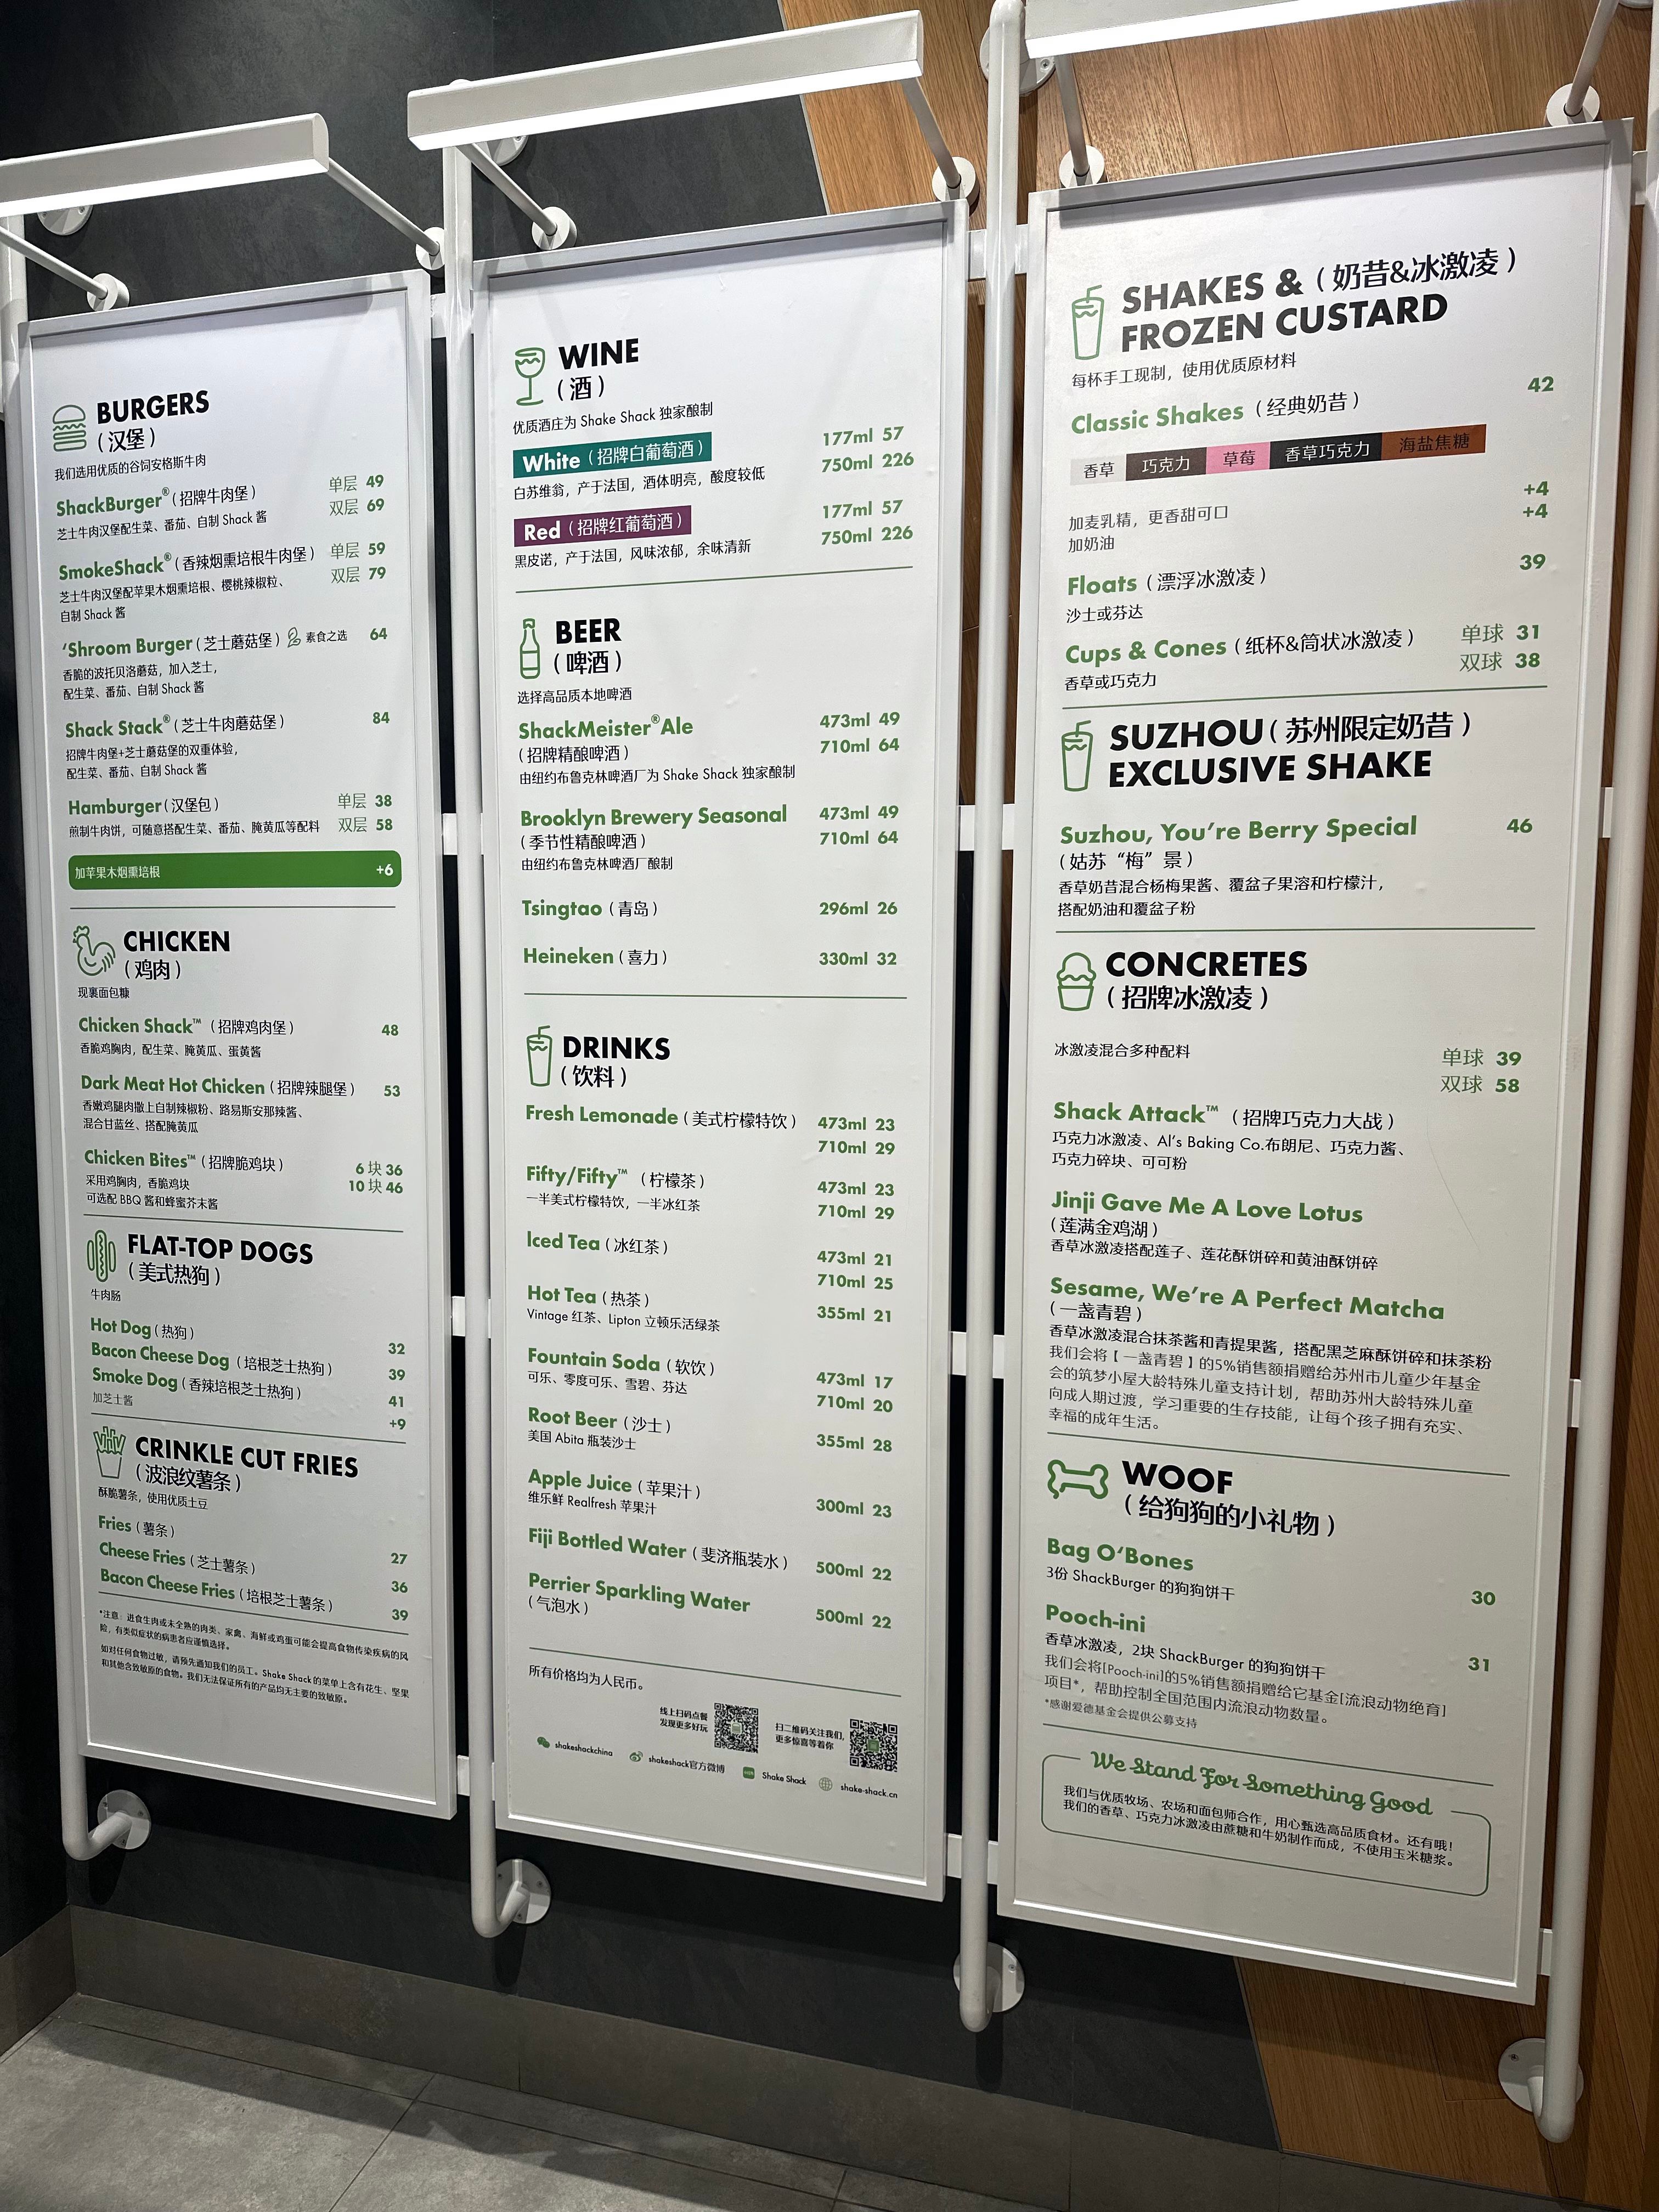 BURGERS
(汉堡)
我们选用优质的谷饲安格斯牛肉
ShackBurger®(招牌牛肉堡) 单层 49
芝士牛肉汉堡配生菜、番茄、自制 Shack 酱 双层 69
SmokeShack®(香辣烟熏培根牛肉堡) 单层 59
芝士牛肉汉堡配苹果木烟熏培根、樱桃辣椒粒、 双层 79
自制 Shack 酱
‘Shroom Burger(芝士蘑菇堡) 素食之选 64
香脆的波托贝洛蘑菇，加入芝士，
配生菜、番茄、自制 Shack 酱
Shack Stack®(芝士牛肉蘑菇堡) 84
招牌牛肉堡+芝士蘑菇堡的双重体验，
配生菜、番茄、自制 Shack 酱
Hamburger(汉堡包) 单层 38
煎制牛肉饼，可随意搭配生菜、番茄、腌黄瓜等配料 双层 58
加苹果木烟熏培根 +6
CHICKEN
(鸡肉)
现裹面包糠
Chicken Shack™ (招牌鸡肉堡) 48
香脆鸡胸肉，配生菜、腌黄瓜、蛋黄酱
Dark Meat Hot Chicken (招牌辣腿堡) 53
香嫩鸡腿肉撒上自制辣椒粉、路易斯安那辣酱、
混合甘蓝丝、搭配腌黄瓜
Chicken Bites™(招牌脆鸡块) 6 块 36
采用鸡胸肉，香脆鸡块 10 块 46
可选配 BBQ 酱和蜂蜜芥末酱
FLAT-TOP DOGS
(美式热狗)
牛肉肠
Hot Dog(热狗) 32
Bacon Cheese Dog (培根芝士热狗) 39
Smoke Dog (香辣培根芝士热狗) 41
加芝士酱 +9
CRINKLE CUT FRIES
(波浪纹薯条)
酥脆薯条，使用优质土豆
Fries (薯条) 27
Cheese Fries (芝士薯条) 36
Bacon Cheese Fries (培根芝士薯条) 39
*注意：进食生肉或未全熟的肉类、家禽、海鲜或鸡蛋可能会提高食物传染疾病的风
险，有类似症状的病患者应谨慎选择。
如对任何食物过敏，请预先通知我们的员工。Shake Shack 的菜单上含有花生、坚果
和其他含致敏原的食物。我们无法保证所有的产品均无主要的致敏原。
WINE
(酒)
优质酒庄为 Shake Shack 独家酿制
White (招牌白葡萄酒) 177ml 57
750ml 226
白苏维翁，产于法国，酒体明亮，酸度较低
Red (招牌红葡萄酒) 177ml 57
750ml 226
黑皮诺，产于法国，风味浓郁，余味清新
BEER
(啤酒)
选择高品质本地啤酒
ShackMeister®Ale 473ml 49
(招牌精酿啤酒) 710ml 64
由纽约布鲁克林啤酒厂为 Shake Shack 独家酿制
Brooklyn Brewery Seasonal 473ml 49
(季节性精酿啤酒) 710ml 64
由纽约布鲁克林啤酒厂酿制
Tsingtao (青岛) 296ml 26
Heineken (喜力) 330ml 32
DRINKS
(饮料)
Fresh Lemonade (美式柠檬特饮) 473ml 23
710ml 29
Fifty/Fifty™ (柠檬茶) 473ml 23
一半美式柠檬特饮，一半冰红茶 710ml 29
Iced Tea (冰红茶) 473ml 21
710ml 25
Hot Tea (热茶) 355ml 21
Vintage 红茶、Lipton 立顿乐活绿茶
Fountain Soda (软饮) 473ml 17
可乐、零度可乐、雪碧、芬达 710ml 20
Root Beer (沙士) 355ml 28
美国 Abita 瓶装沙士
Apple Juice (苹果汁) 300ml 23
维乐鲜 Realfresh 苹果汁
Fiji Bottled Water (斐济瓶装水) 500ml 22
Perrier Sparkling Water 500ml 22
(气泡水)
所有价格均为人民币。
线上扫码点餐
发现更多好玩
扫二维码关注我们,
更多惊喜等着你
shakeshackchina shakeshack官方微博 Shake Shack shake-shack.cn
SHAKES & (奶昔&冰激凌)
FROZEN CUSTARD
每杯手工现制，使用优质原材料
Classic Shakes (经典奶昔) 42
香草 巧克力 草莓 香草巧克力 海盐焦糖
加麦乳精，更香甜可口 +4
加奶油 +4
Floats (漂浮冰激凌) 39
沙士或芬达
Cups & Cones (纸杯&筒状冰激凌) 单球 31
香草或巧克力 双球 38
SUZHOU(苏州限定奶昔)
EXCLUSIVE SHAKE
Suzhou, You’re Berry Special 46
(姑苏“梅”景)
香草奶昔混合杨梅果酱、覆盆子果溶和柠檬汁，
搭配奶油和覆盆子粉
CONCRETES
(招牌冰激凌)
冰激凌混合多种配料 单球 39
双球 58
Shack Attack™ (招牌巧克力大战)
巧克力冰激凌、Al’s Baking Co.布朗尼、巧克力酱、
巧克力碎块、可可粉
Jinji Gave Me A Love Lotus
(莲满金鸡湖)
香草冰激凌搭配莲子、莲花酥饼碎和黄油酥饼碎
Sesame, We’re A Perfect Matcha
(一盏青碧)
香草冰激凌混合抹茶酱和青提果酱，搭配黑芝麻酥饼碎和抹茶粉
我们会将【一盏青碧】的5%销售额捐赠给苏州市儿童少年基金
会的筑梦小屋大龄特殊儿童支持计划，帮助苏州大龄特殊儿童
向成人期过渡，学习重要的生存技能，让每个孩子拥有充实、
幸福的成年生活。
WOOF
(给狗狗的小礼物)
Bag O‘Bones
3份 ShackBurger 的狗狗饼干 30
Pooch-ini
香草冰激凌，2块 ShackBurger 的狗狗饼干 31
我们会将[Pooch-ini]的5%销售额捐赠给它基金[流浪动物绝育]
项目*，帮助控制全国范围内流浪动物数量。
*感谢爱德基金会提供公募支持
We Stand For Something Good
我们与优质牧场、农场和面包师合作，用心甄选高品质食材。还有哦！
我们的香草、巧克力冰激凌由蔗糖和牛奶制作而成，不使用玉米糖浆。